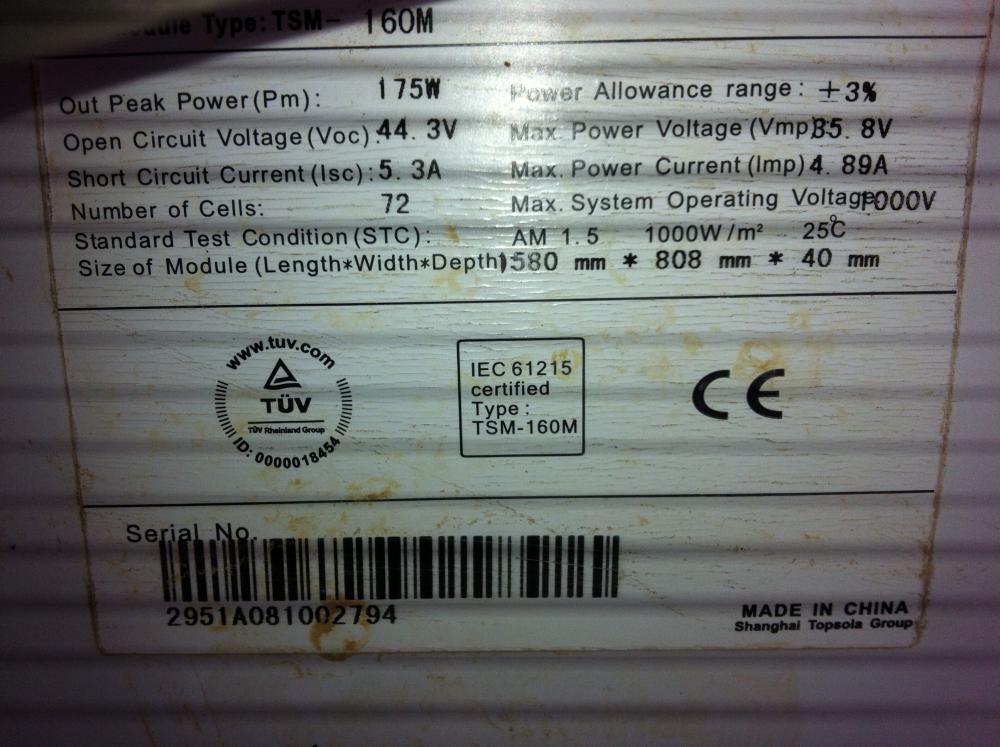 Module Type: TSM- 160M
Out Peak Power(Pm): 175W Power Allowance range: ±3%
Open Circuit Voltage(Voc): 44.3V Max. Power Voltage(Vmp) 35.8V
Short Circuit Current(Isc): 5.3A Max. Power Current(Imp) 4.89A
Number of Cells: 72 Max. System Operating Voltage 1000V
Standard Test Condition(STC): AM 1.5 1000W/m² 25℃
Size of Module(Length*Width*Depth) 1580 mm * 808 mm * 40 mm
www.tuv.com
TÜV
TÜV Rheinland Group
ID: 0000018454
IEC 61215
certified
Type:
TSM-160M
CE
Serial No.
2951A081002794
MADE IN CHINA
Shanghai Topsola Group